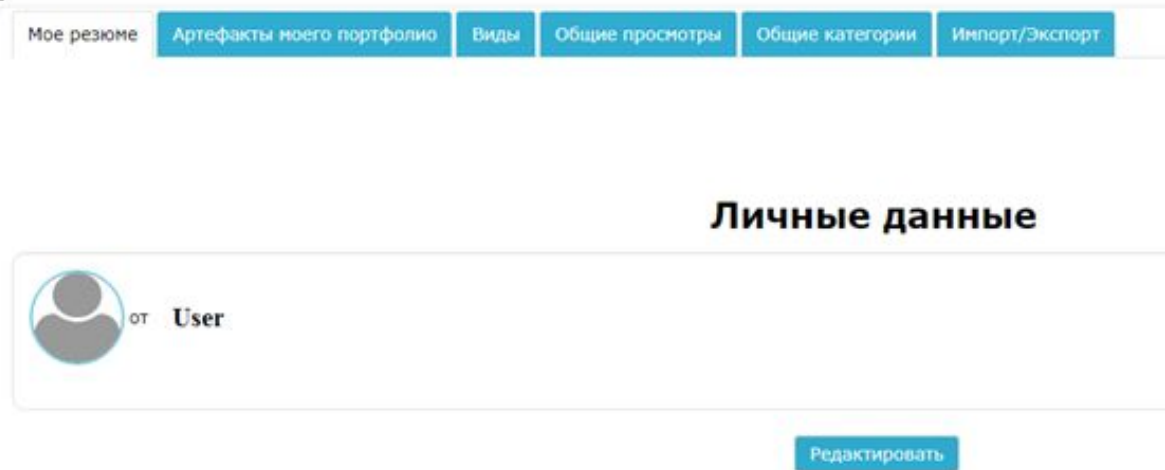 Мое резюме Артефакты моего портфолио Виды Общие просмотры Общие категории Импорт/Экспорт
Личные данные
от User
Редактировать